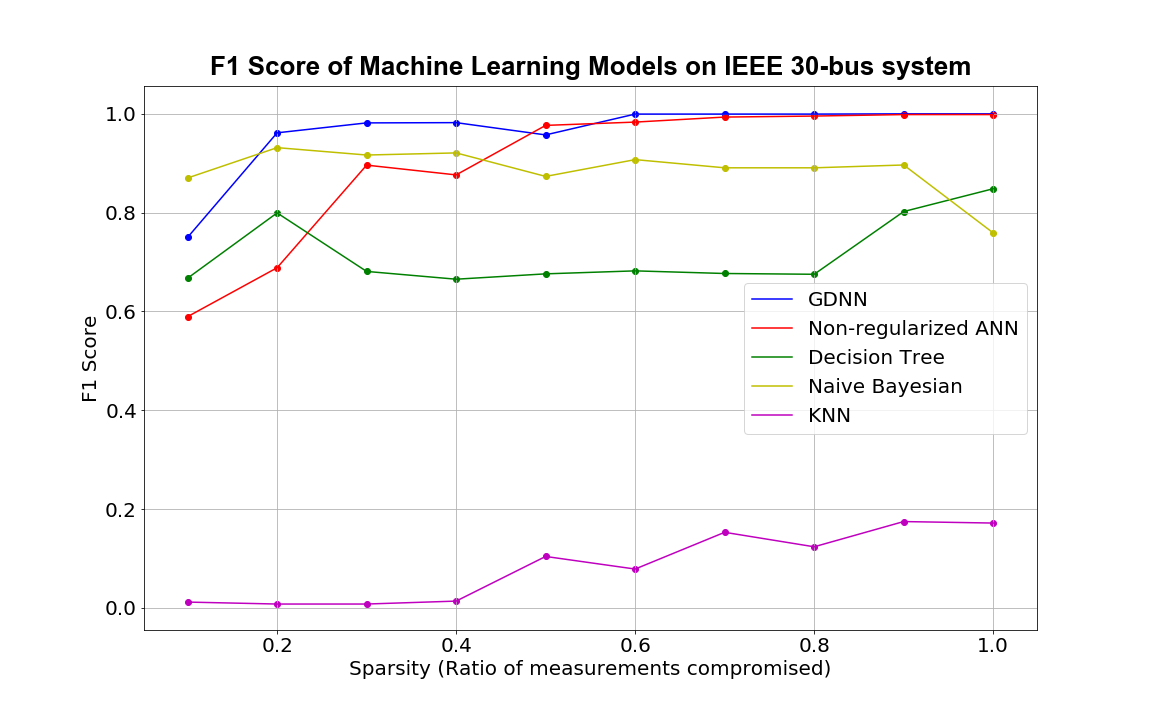 F1 Score of Machine Learning Models on IEEE 30-bus system
1.0
0.8
0.6
0.4
0.2
0.0
F1 Score
GDNN
Non-regularized ANN
Decision Tree
Naive Bayesian
KNN
0.2 0.4 0.6 0.8 1.0
Sparsity (Ratio of measurements compromised)